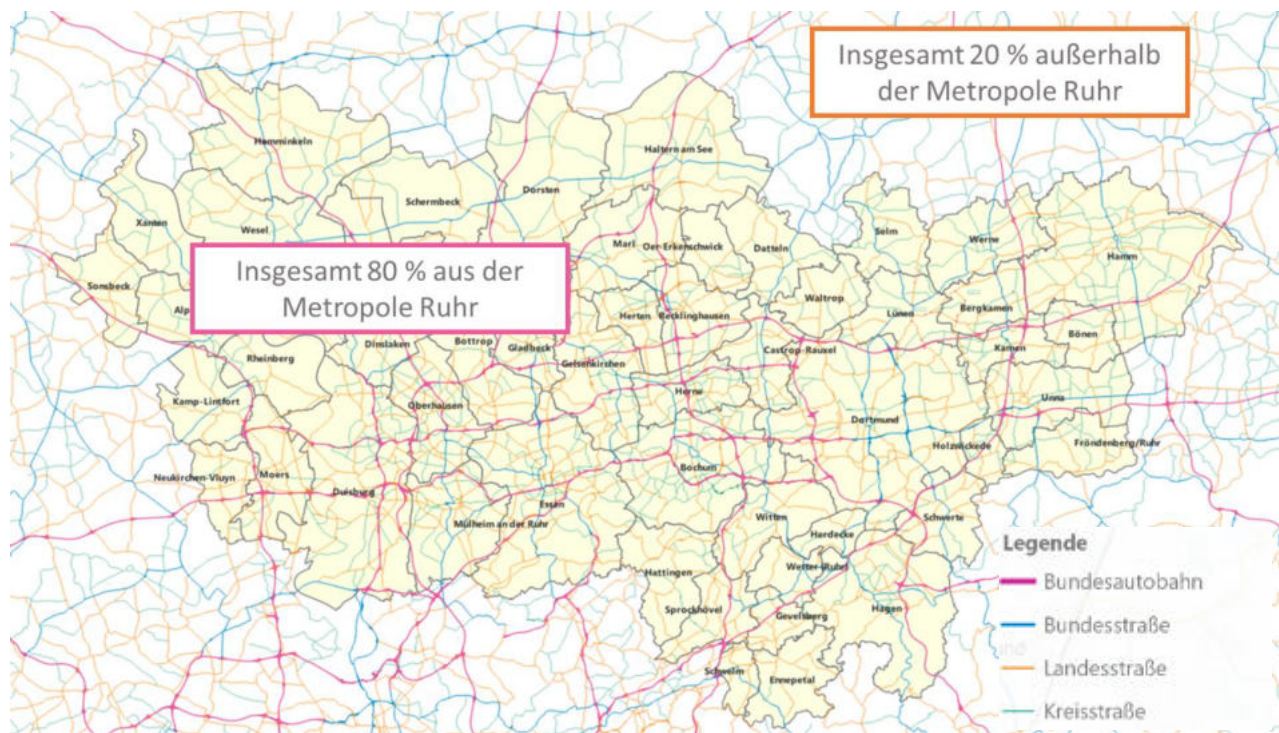 Insgesamt 20 % außerhalb
der Metropole Ruhr
Hamminkeln
Haltern am See
Dorsten
Schermbeck
Xanten
Wesel
Selm
Werne
Marl
Oer-Erkenschwick
Datteln
Hamm
Insgesamt 80 % aus der
Metropole Ruhr
Sonsbeck
Alp
Waltrop
Lünen
Bergkamen
Herten
Recklinghausen
Bönen
Dinslaken
Bottrop
Gladbeck
Castrop-Rauxel
Kamen
Rheinberg
Gelsenkirchen
Herne
Kamp-Lintfort
Oberhausen
Unna
Dortmund
Holzwickede
Fröndenberg/Ruhr
Neukirchen-Vluyn
Moers
Bochum
Duisburg
Essen
Mülheim an der Ruhr
Witten
Schwerte
Herdecke
Hattingen
Wetter (Ruhr)
Sprockhövel
Gevelsberg
Hagen
Schwelm
Ennepetal
Legende
Bundesautobahn
Bundesstraße
Landesstraße
Kreisstraße